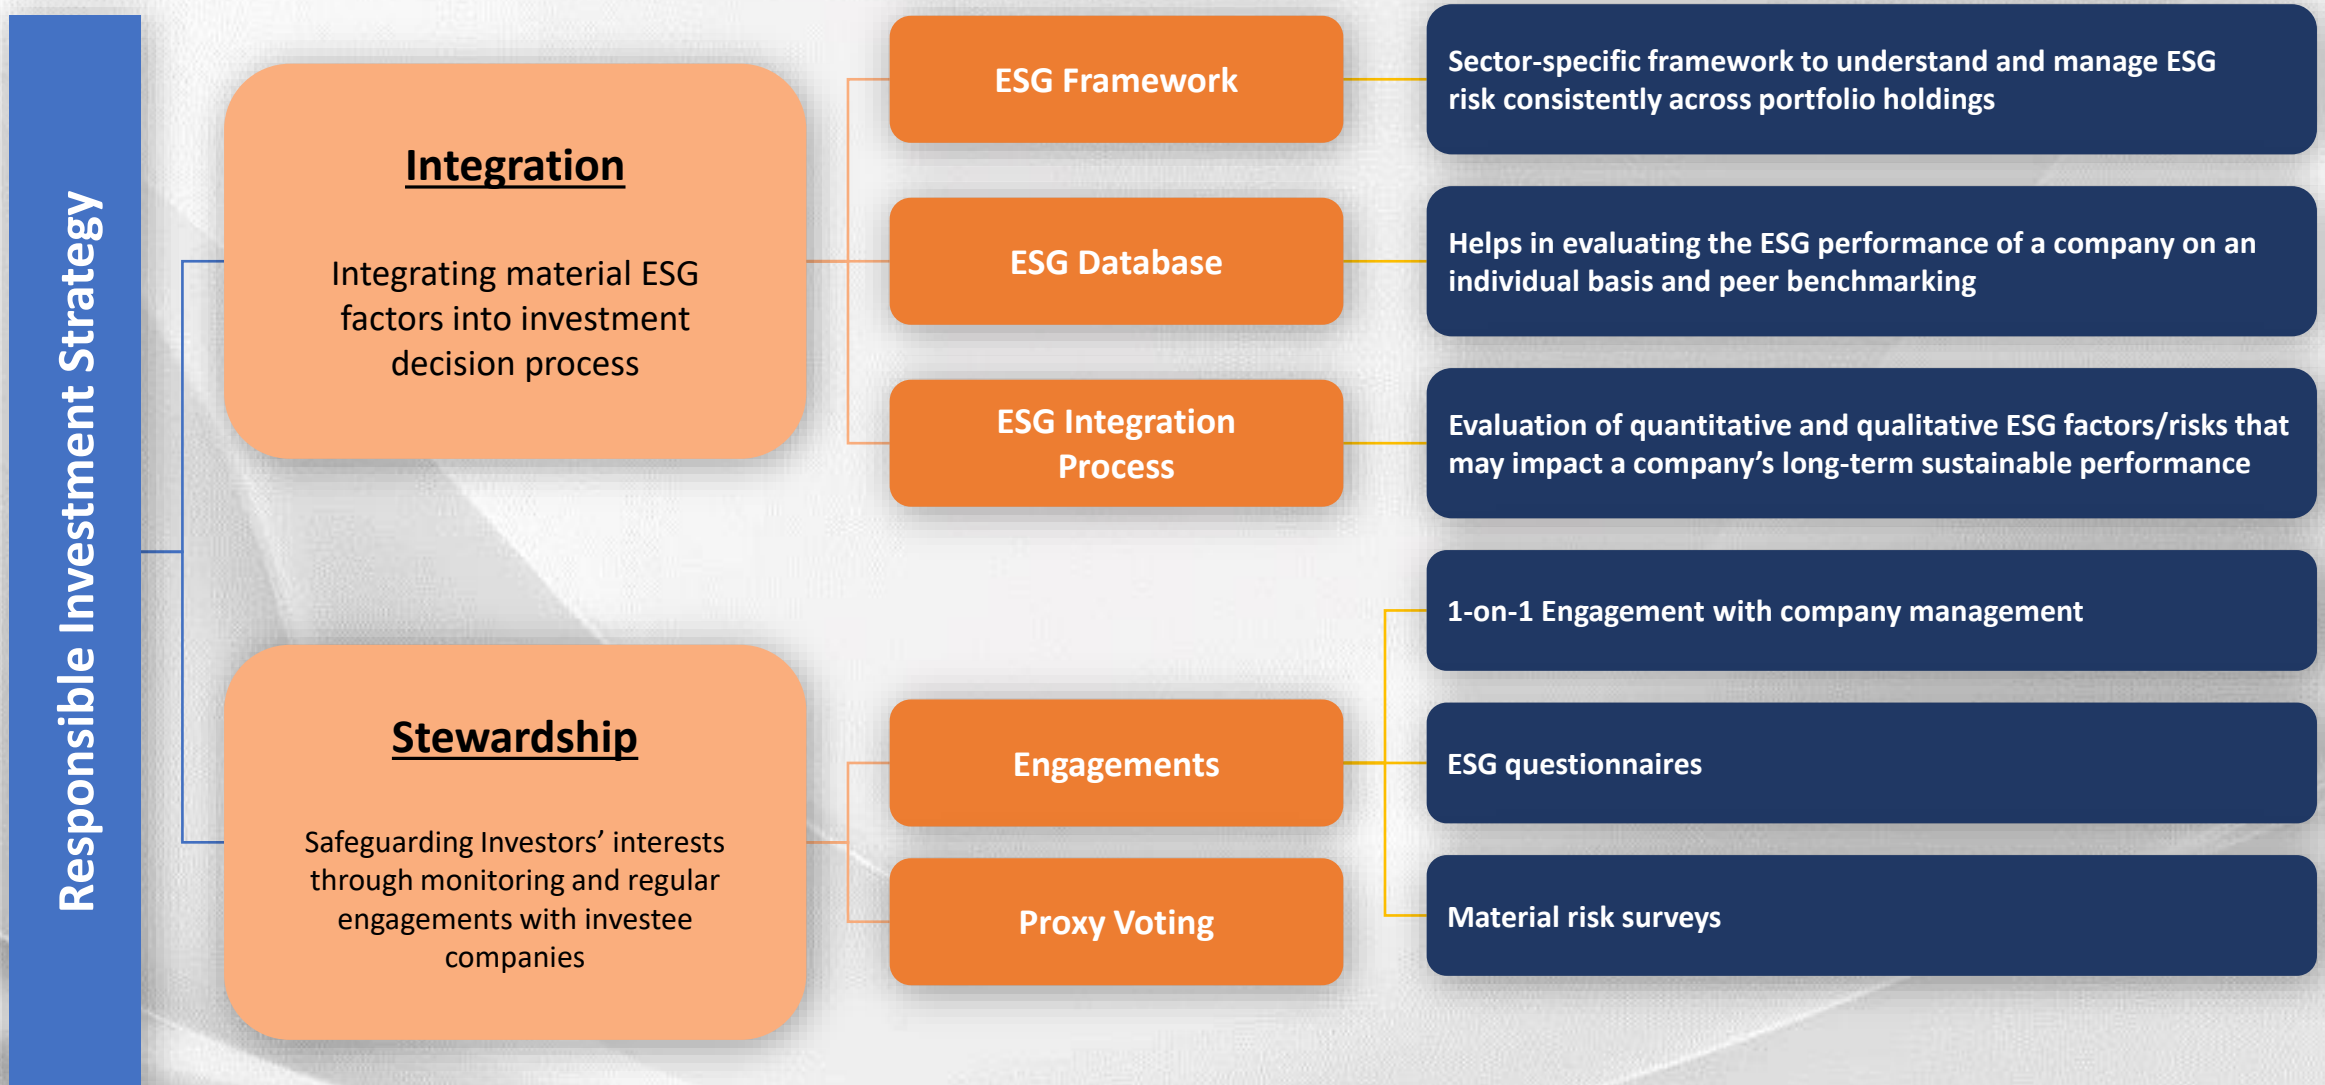 Responsible Investment Strategy
Integration
Integrating material ESG
factors into investment
decision process
ESG Framework
Sector-specific framework to understand and manage ESG
risk consistently across portfolio holdings
ESG Database
Helps in evaluating the ESG performance of a company on an
individual basis and peer benchmarking
ESG Integration
Process
Evaluation of quantitative and qualitative ESG factors/risks that
may impact a company’s long-term sustainable performance
Stewardship
Safeguarding Investors’ interests
through monitoring and regular
engagements with investee
companies
Engagements
1-on-1 Engagement with company management
ESG questionnaires
Material risk surveys
Proxy Voting